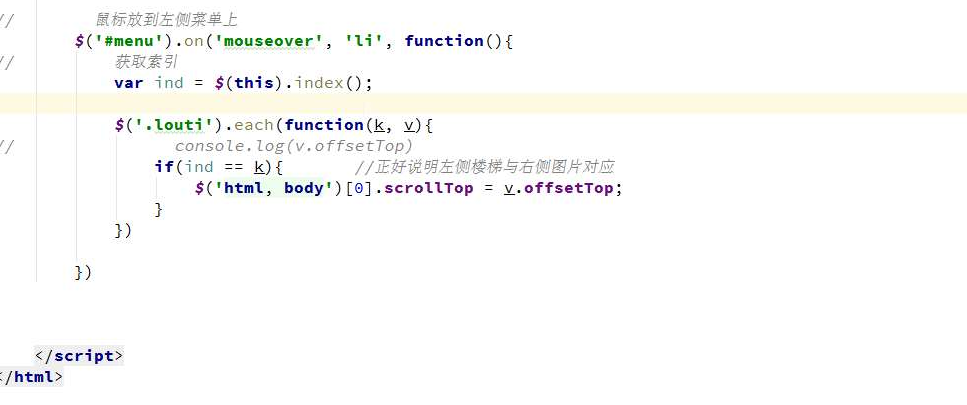 //        鼠标放到左侧菜单上
        $('#menu').on('mouseover', 'li', function(){
//            获取索引
            var ind = $(this).index();
            $('.louti').each(function(k, v){
//                console.log(v.offsetTop)
                if(ind == k){        //正好说明左侧楼梯与右侧图片对应
                    $('html, body')[0].scrollTop = v.offsetTop;
                }
            })
        })
    </script>
</html>